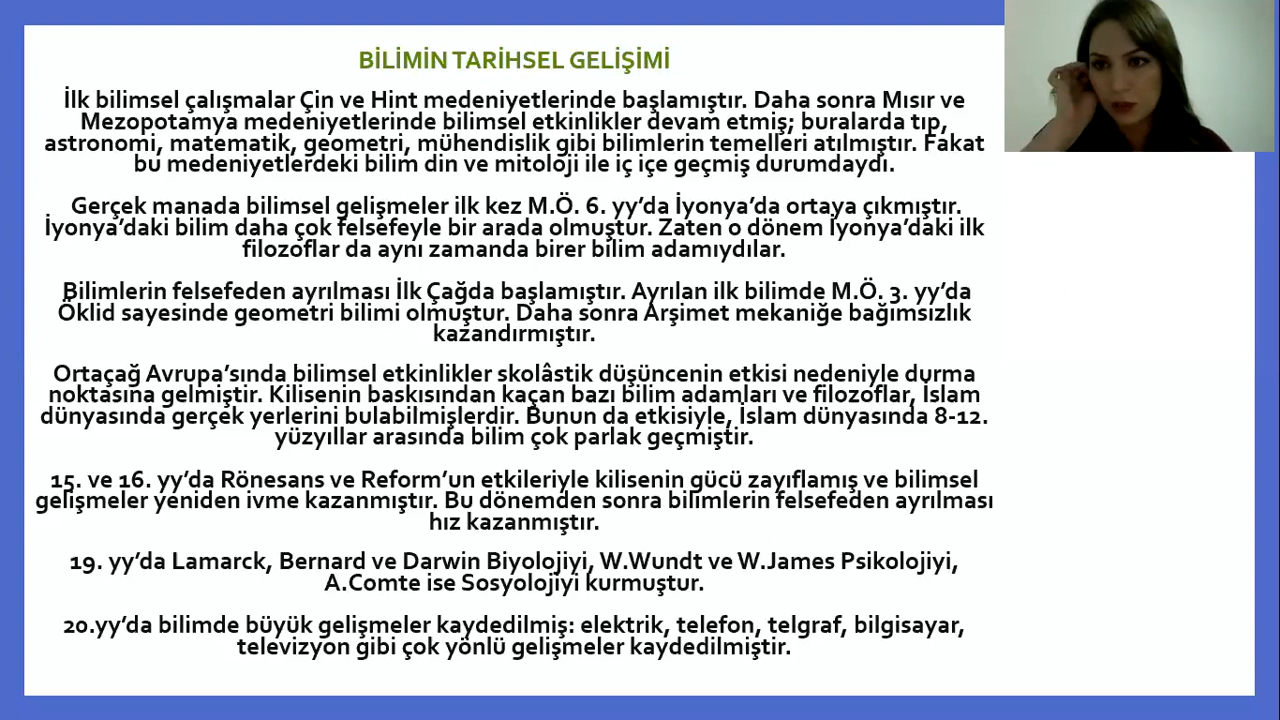 BİLİMİN TARİHSEL GELİŞİMİ
İlk bilimsel çalışmalar Çin ve Hint medeniyetlerinde başlamıştır. Daha sonra Mısır ve
Mezopotamya medeniyetlerinde bilimsel etkinlikler devam etmiş; buralarda tıp,
astronomi, matematik, geometri, mühendislik gibi bilimlerin temelleri atılmıştır. Fakat
bu medeniyetlerdeki bilim din ve mitoloji ile iç içe geçmiş durumdaydı.
Gerçek manada bilimsel gelişmeler ilk kez M.Ö. 6. yy’da İyonya’da ortaya çıkmıştır.
İyonya’daki bilim daha çok felsefeyle bir arada olmuştur. Zaten o dönem İyonya’daki ilk
filozoflar da aynı zamanda birer bilim adamıydılar.
Bilimlerin felsefeden ayrılması İlk Çağda başlamıştır. Ayrılan ilk bilimde M.Ö. 3. yy’da
Öklid sayesinde geometri bilimi olmuştur. Daha sonra Arşimet mekaniğe bağımsızlık
kazandırmıştır.
Ortaçağ Avrupa’sında bilimsel etkinlikler skolâstik düşüncenin etkisi nedeniyle durma
noktasına gelmiştir. Kilisenin baskısından kaçan bazı bilim adamları ve filozoflar, İslam
dünyasında gerçek yerlerini bulabilmişlerdir. Bunun da etkisiyle, İslam dünyasında 8-12.
yüzyıllar arasında bilim çok parlak geçmiştir.
15. ve 16. yy’da Rönesans ve Reform’un etkileriyle kilisenin gücü zayıflamış ve bilimsel
gelişmeler yeniden ivme kazanmıştır. Bu dönemden sonra bilimlerin felsefeden ayrılması
hız kazanmıştır.
19. yy’da Lamarck, Bernard ve Darwin Biyolojiyi, W.Wundt ve W.James Psikolojiyi,
A.Comte ise Sosyolojiyi kurmuştur.
20.yy’da bilimde büyük gelişmeler kaydedilmiş: elektrik, telefon, telgraf, bilgisayar,
televizyon gibi çok yönlü gelişmeler kaydedilmiştir.